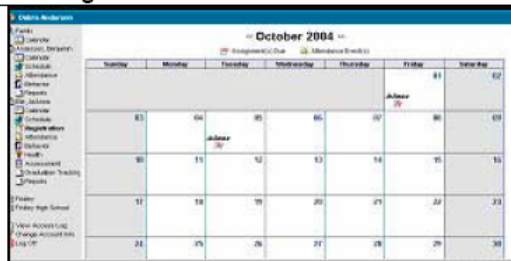 Debra Anderson
Family
Calendar
Anderson, Benjamin
Calendar
Schedule
Attendance
Behavior
Reports
Calendar
Schedule
Registration
Attendance
Behavior
Health
Assessment
Graduation Tracking
Reports
Fridley
Fridley High School
View Access Log
Change Account Info
Log Off
October 2004
Assignment(s) Due
Attendance Event(s)
Sunday Monday Tuesday Wednesday Thursday Friday Saturday
01 02
03 04 05 06 07 08 09
10 11 12 13 14 15 16
17 18 19 20 21 22 23
24 25 26 27 28 29 30